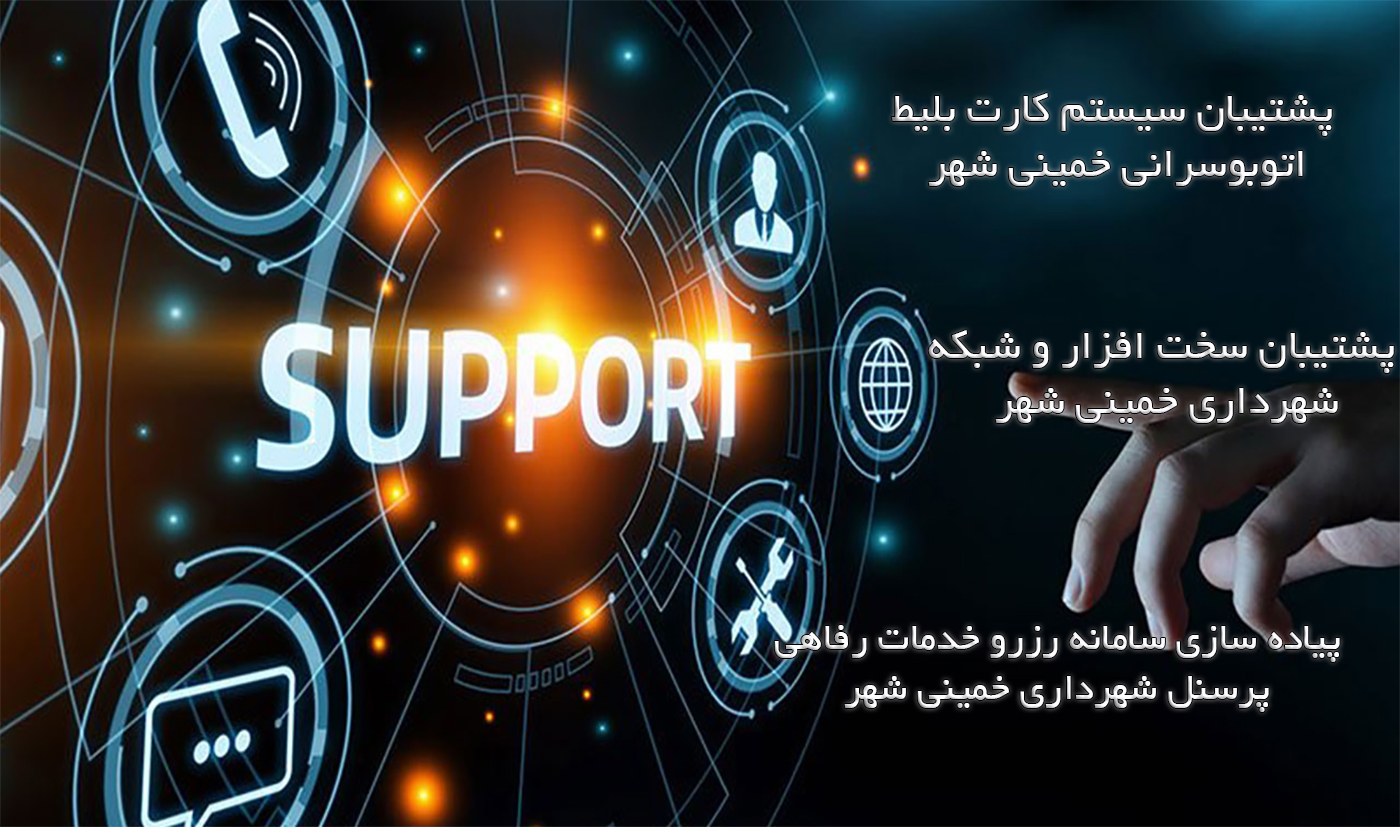 پشتیبان سیستم کارت بلیط
اتوبوسرانی خمینی شهر
پشتیبان سخت افزار و شبکه
شهرداری خمینی شهر
SUPPORT
پیاده سازی سامانه رزرو خدمات رفاهی
پرسنل شهرداری خمینی شهر